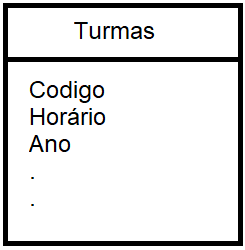 Turmas
Codigo
Horário
Ano
.
.